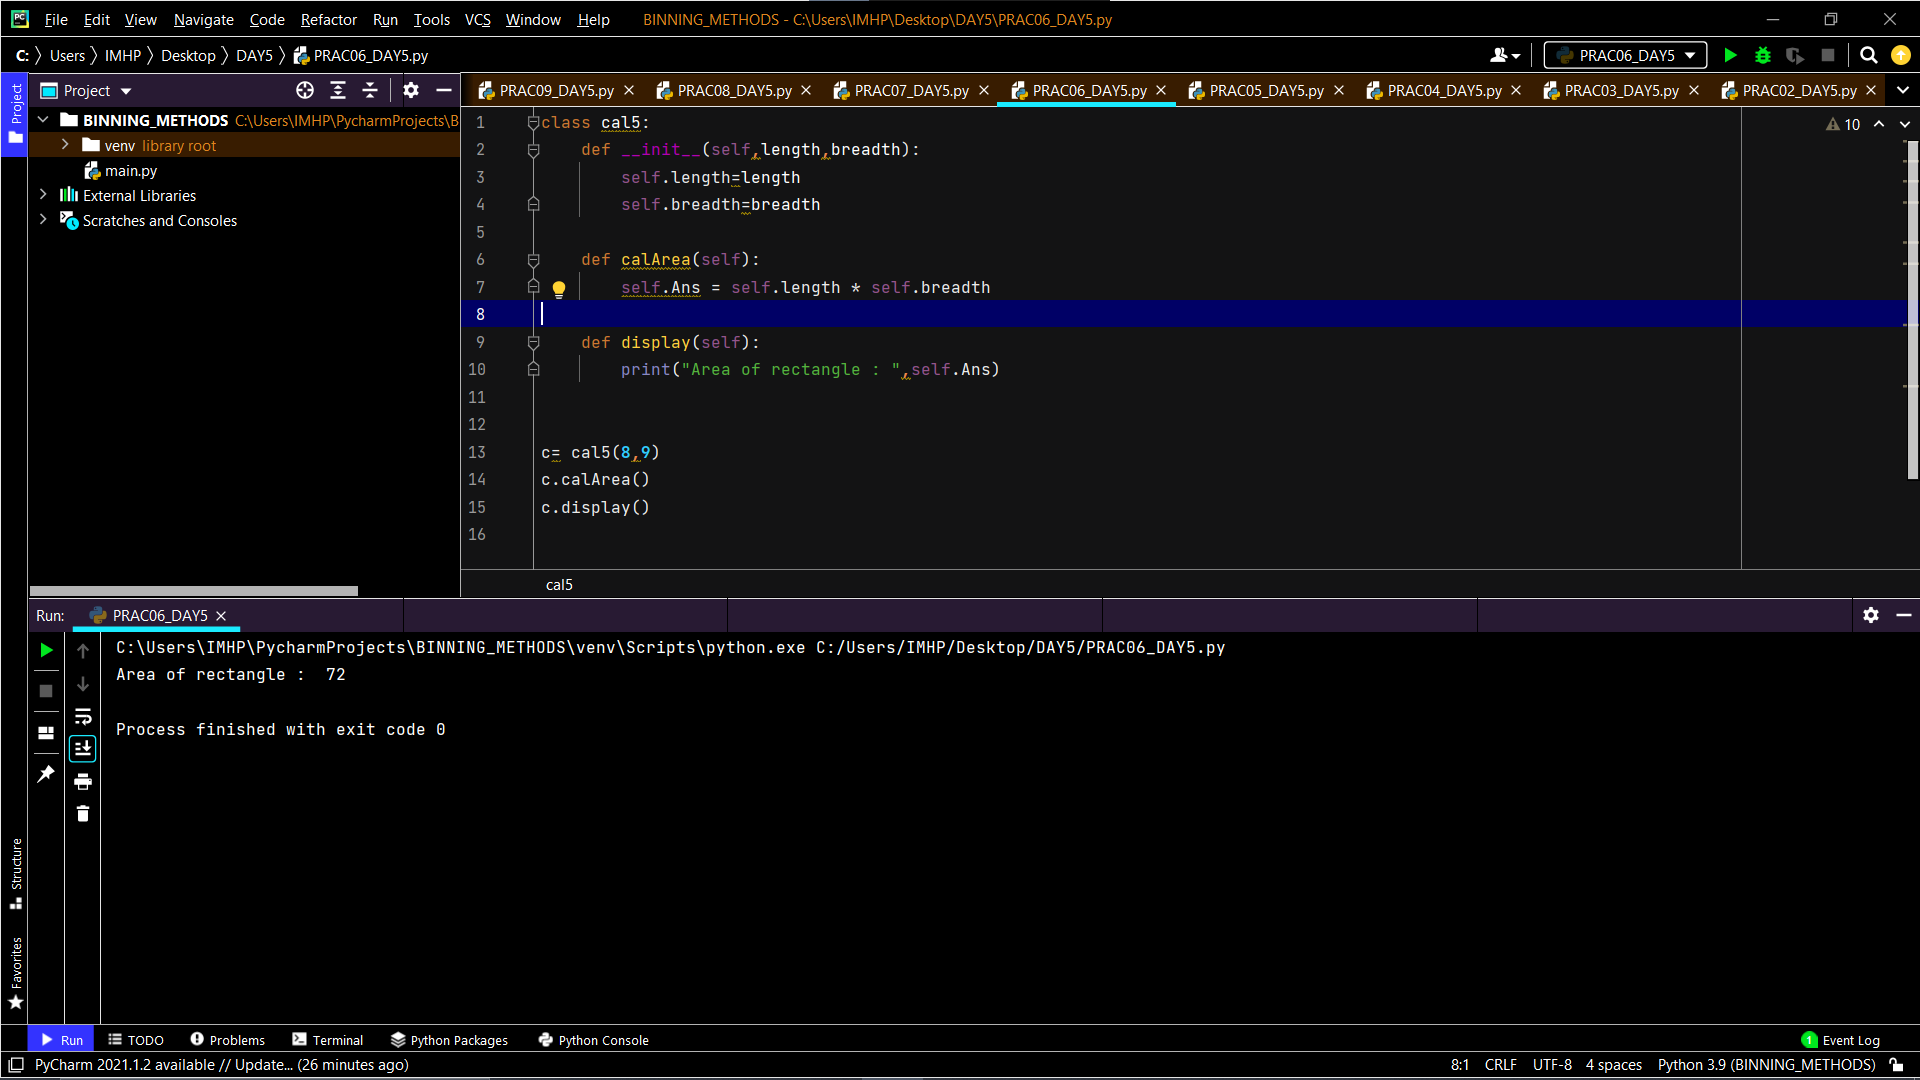 PC File Edit View Navigate Code Refactor Run Tools VCS Window Help BINNING_METHODS - C:\Users\IMHP\Desktop\DAY5\PRAC06_DAY5.py
C: Users IMHP Desktop DAY5 PRAC06_DAY5.py PRAC06_DAY5
Project
PRAC09_DAY5.py PRAC08_DAY5.py PRAC07_DAY5.py PRAC06_DAY5.py PRAC05_DAY5.py PRAC04_DAY5.py PRAC03_DAY5.py PRAC02_DAY5.py
Project
BINNING_METHODS C:\Users\IMHP\PycharmProjects\B
venv library root
main.py
External Libraries
Scratches and Consoles
10
1 class cal5:
2     def __init__(self,length,breadth):
3         self.length=length
4         self.breadth=breadth
5
6     def calArea(self):
7         self.Ans = self.length * self.breadth
8
9     def display(self):
10         print("Area of rectangle : ",self.Ans)
11
12
13 c= cal5(8,9)
14 c.calArea()
15 c.display()
16
cal5
Run: PRAC06_DAY5
C:\Users\IMHP\PycharmProjects\BINNING_METHODS\venv\Scripts\python.exe C:/Users/IMHP/Desktop/DAY5/PRAC06_DAY5.py
Area of rectangle :  72
Process finished with exit code 0
Structure
Favorites
Run TODO Problems Terminal Python Packages Python Console 1 Event Log
PyCharm 2021.1.2 available // Update... (26 minutes ago) 8:1 CRLF UTF-8 4 spaces Python 3.9 (BINNING_METHODS)